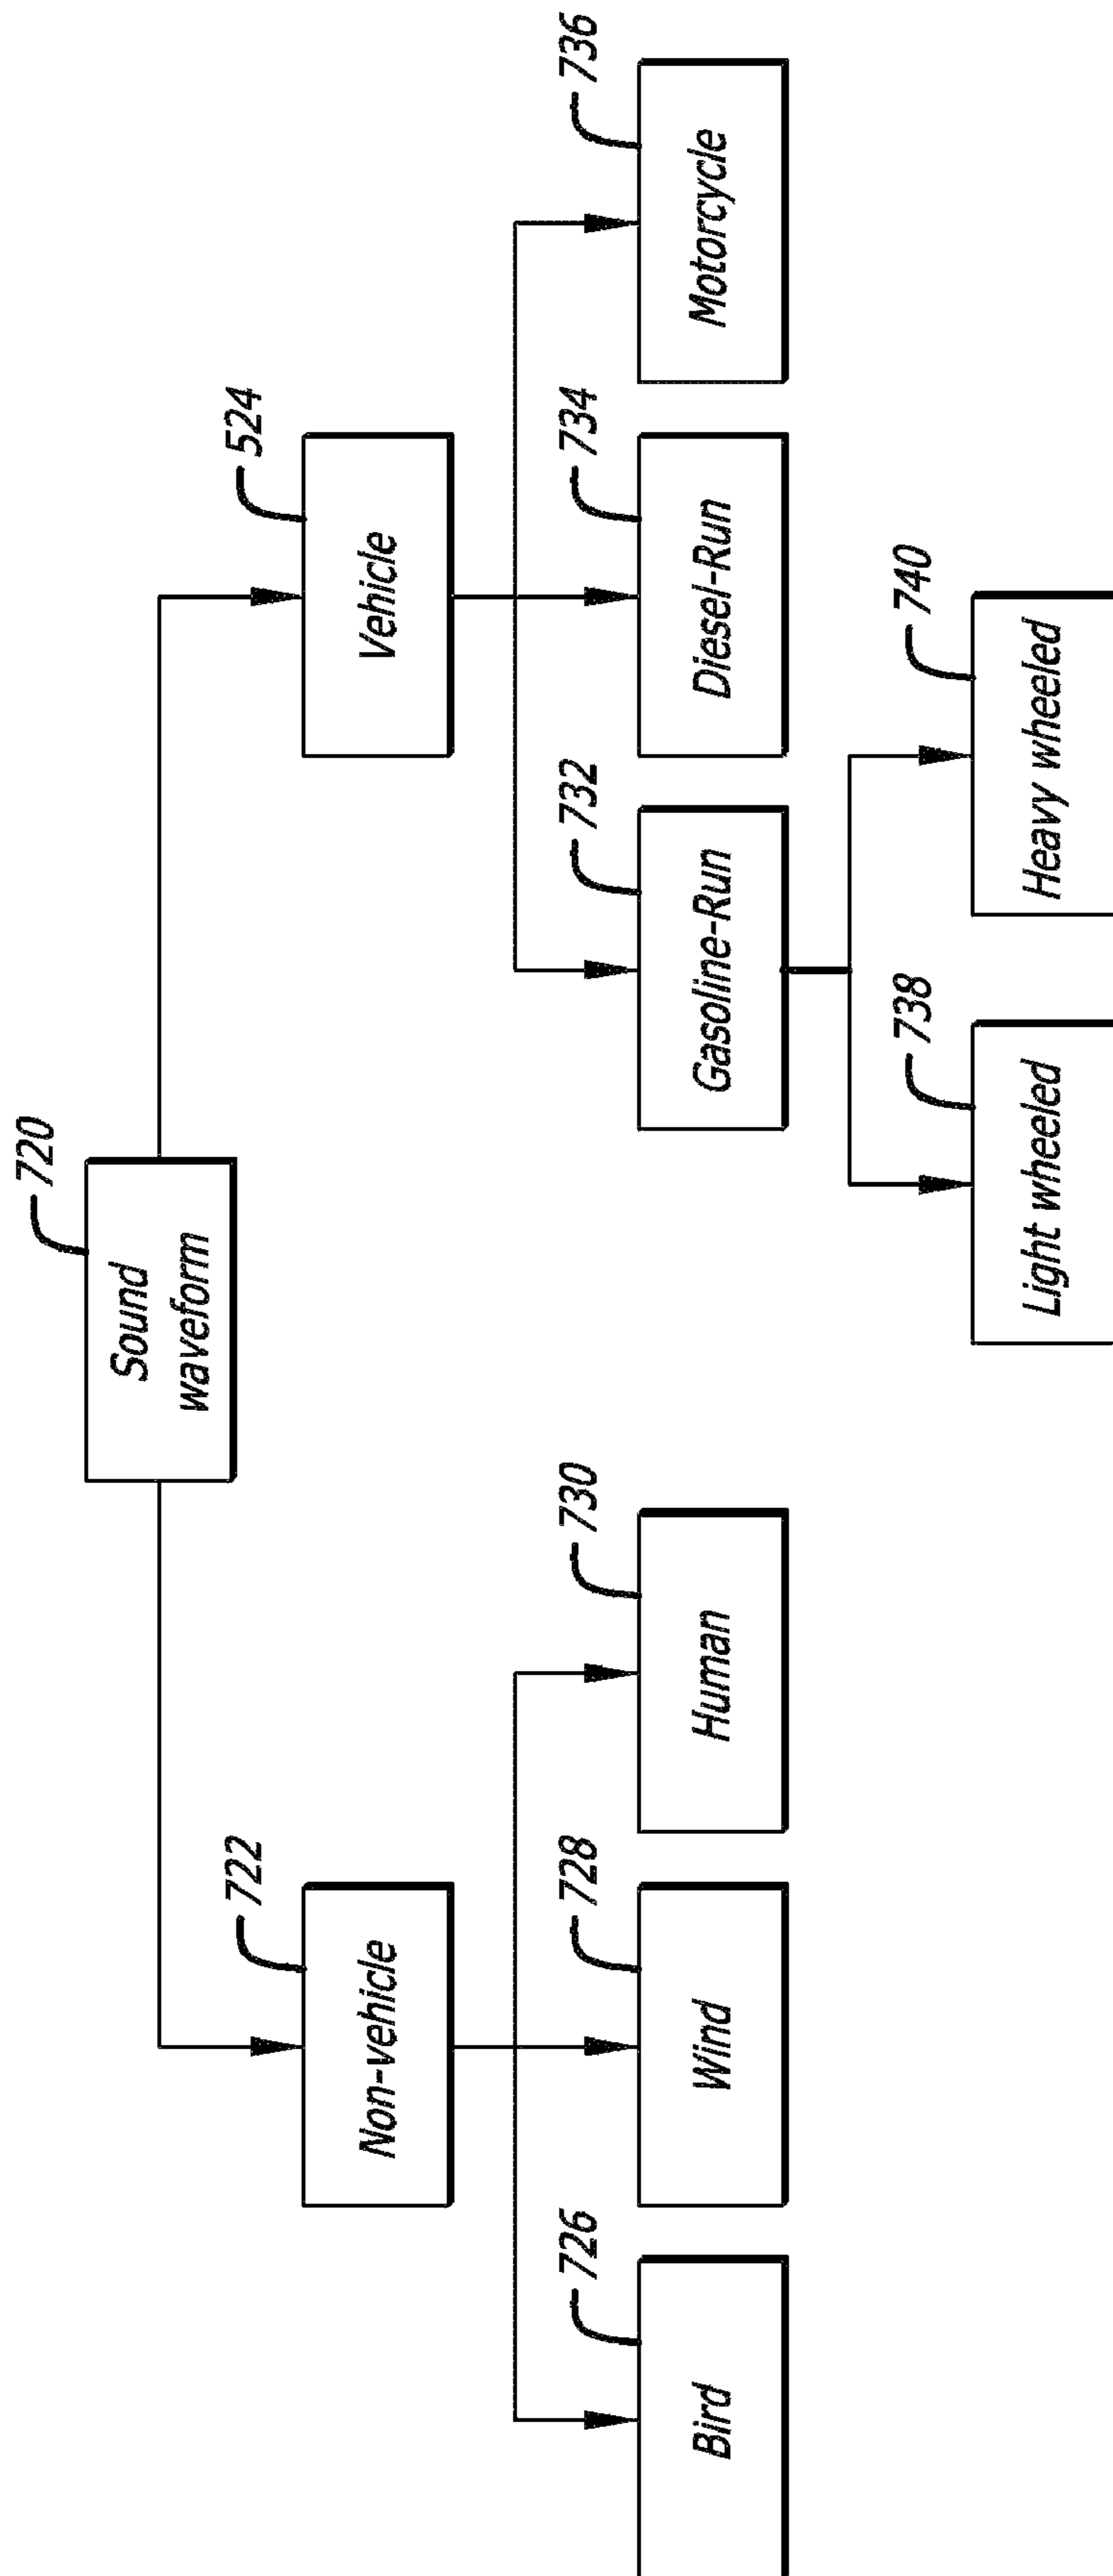 720
Sound
waveform
722
Non-vehicle
524
Vehicle
726
Bird
728
Wind
730
Human
732
Gasoline-Run
734
Diesel-Run
736
Motorcycle
738
Light wheeled
740
Heavy wheeled